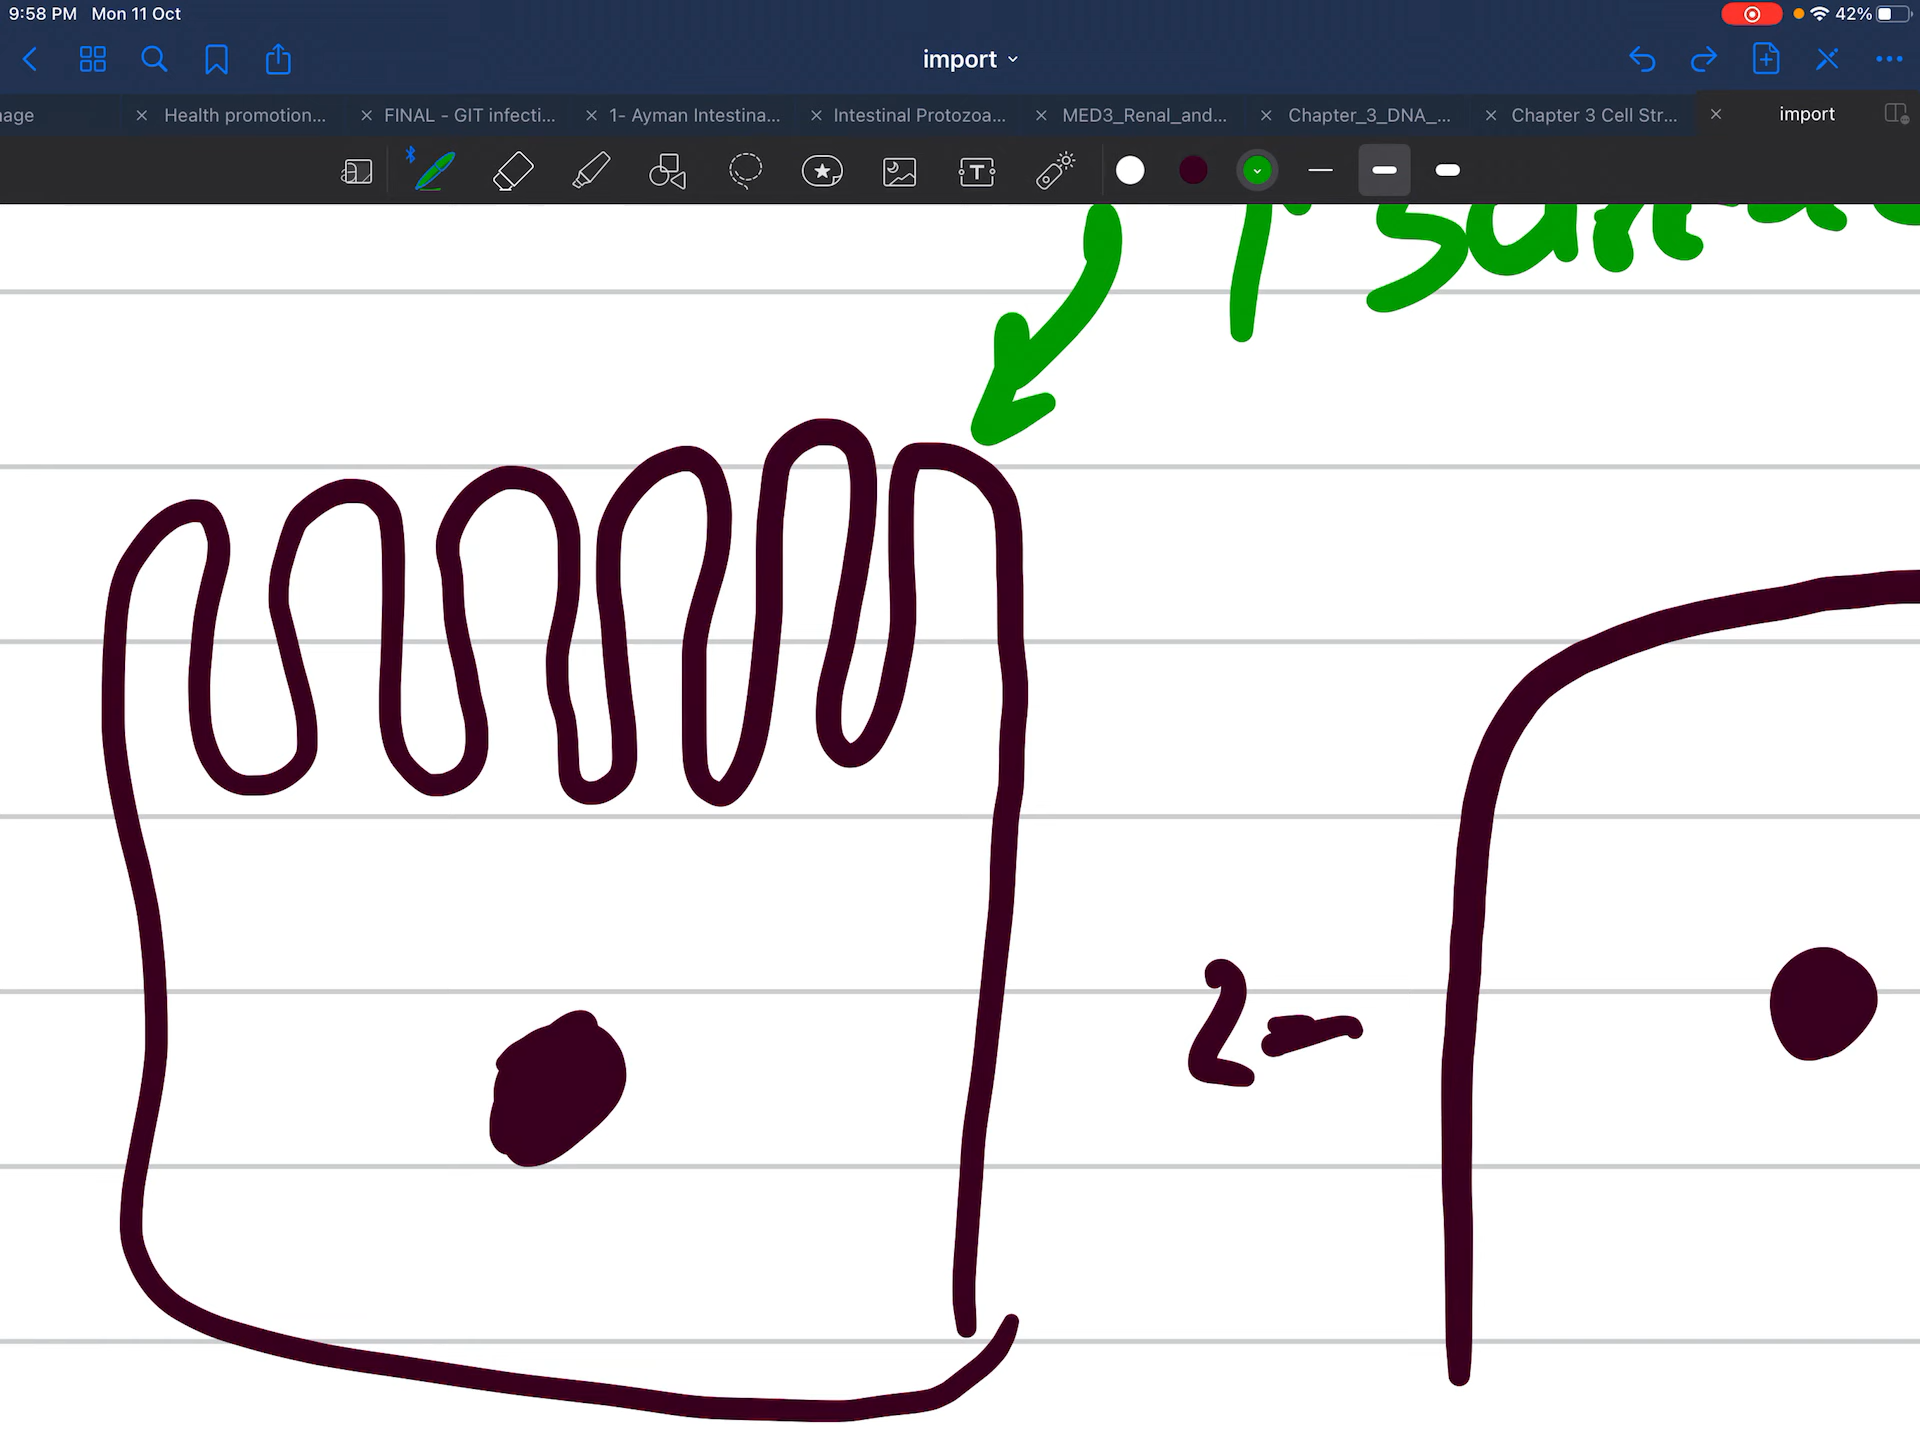 9:58 PM Mon 11 Oct 42%
import
nage Health promotion... FINAL - GIT infecti... 1- Ayman Intestina... Intestinal Protozoa... MED3_Renal_and... Chapter_3_DNA_... Chapter 3 Cell Str... import
2-